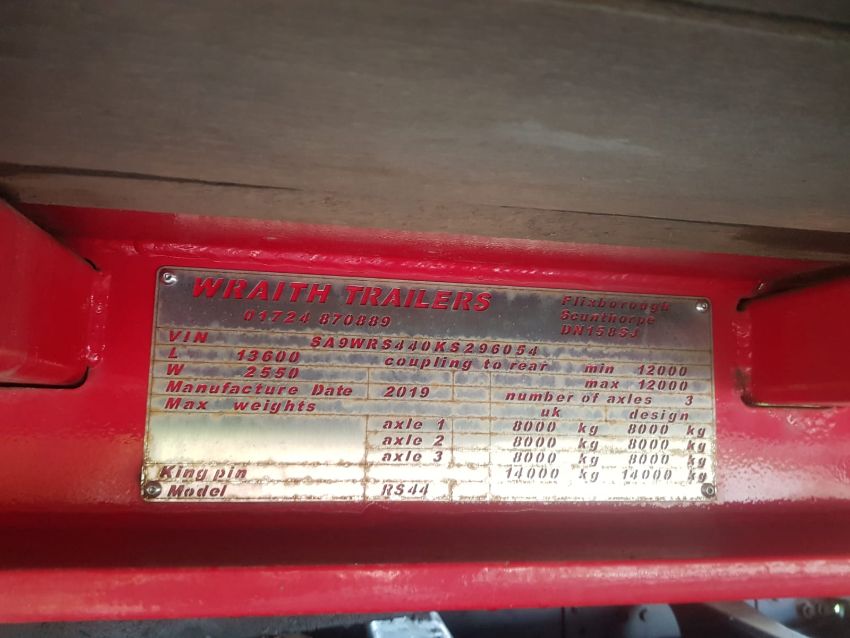 WRAITH TRAILERS
01724 870889
Flixborough
Scunthorpe
DN158SJ
VIN SA9WRS440KS296054
L 13600 coupling to rear min 12000
W 2550 max 12000
Manufacture Date 2019 number of axles 3
Max weights uk design
axle 1 8000 kg 8000 kg
axle 2 8000 kg 8000 kg
axle 3 8000 kg 8000 kg
King pin 14000 kg 14000 kg
Model RS44